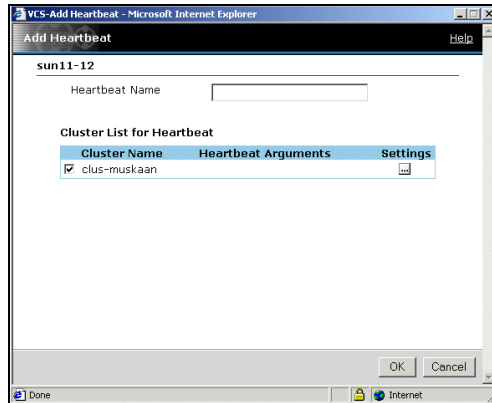 VCS-Add Heartbeat - Microsoft Internet Explorer
Add Heartbeat Help
sun11-12
Heartbeat Name
Cluster List for Heartbeat
Cluster Name Heartbeat Arguments Settings
clus-muskaan ...
OK Cancel
Done Internet